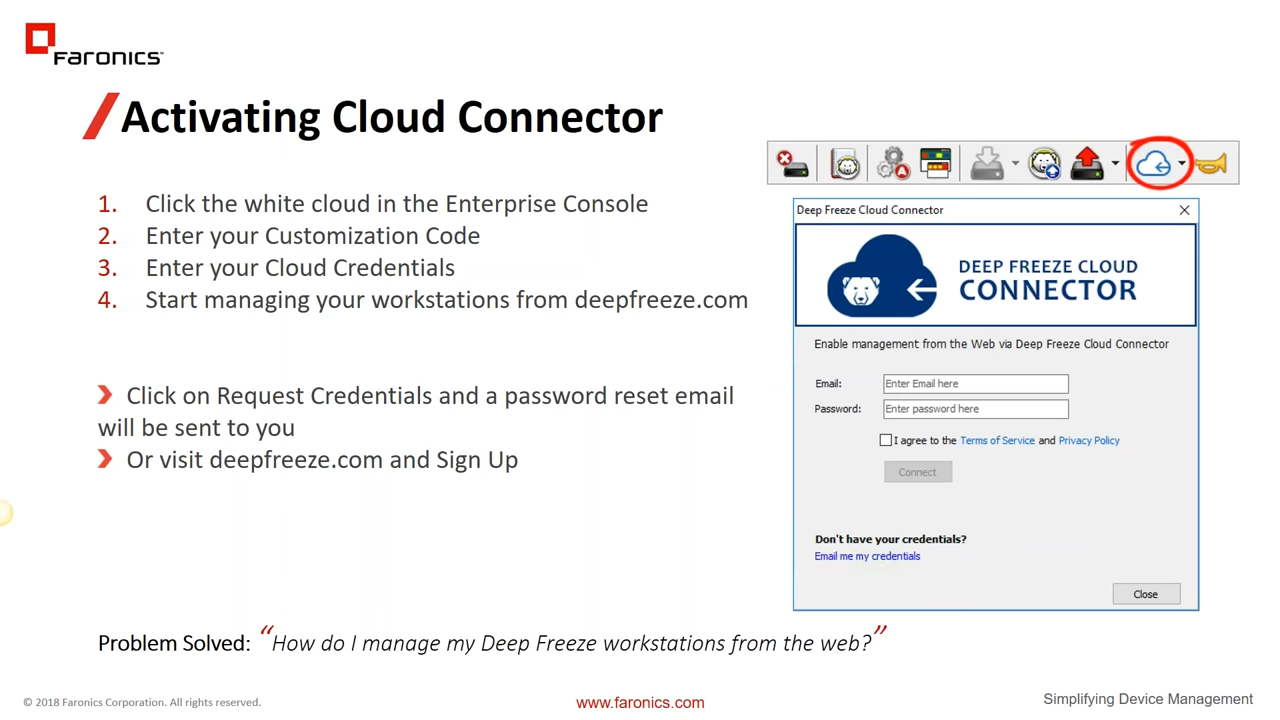 FARONICS
Activating Cloud Connector
1. Click the white cloud in the Enterprise Console
2. Enter your Customization Code
3. Enter your Cloud Credentials
4. Start managing your workstations from deepfreeze.com
Click on Request Credentials and a password reset email
will be sent to you
Or visit deepfreeze.com and Sign Up
Deep Freeze Cloud Connector
DEEP FREEZE CLOUD
CONNECTOR
Enable management from the Web via Deep Freeze Cloud Connector
Email: Enter Email here
Password: Enter password here
I agree to the Terms of Service and Privacy Policy
Connect
Don't have your credentials?
Email me my credentials
Close
Problem Solved: “How do I manage my Deep Freeze workstations from the web?”
© 2018 Faronics Corporation. All rights reserved.
www.faronics.com
Simplifying Device Management